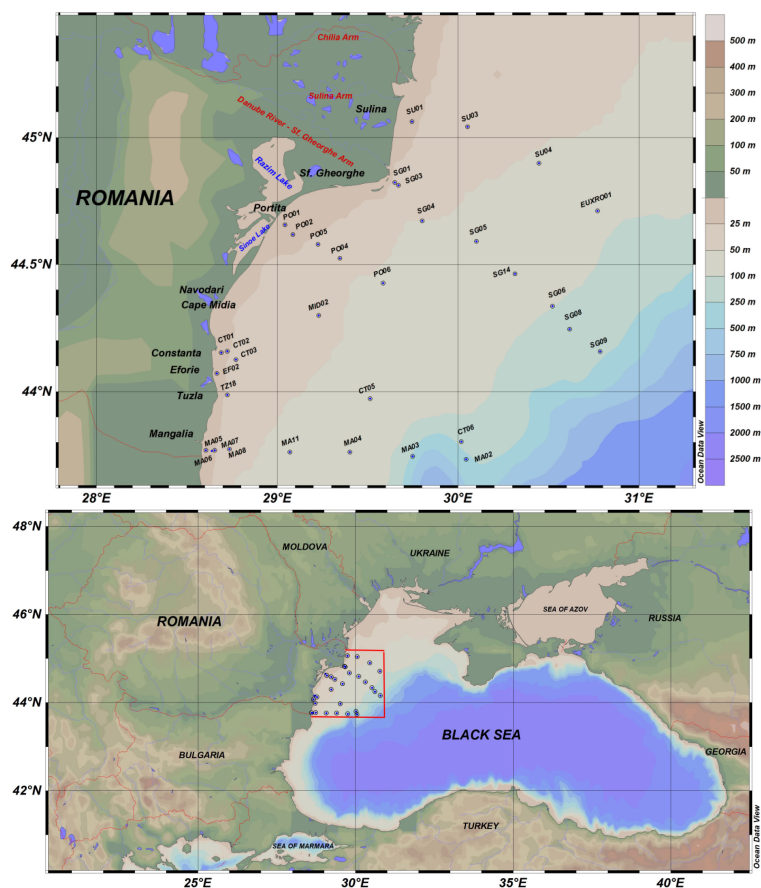 Chilia Arm
Sulina Arm
Sulina
SU01
SU03
Danube River - St. Gheorghe Arm
45°N
SU04
Razim Lake
Sf. Gheorghe
SG01
SG03
ROMANIA
Portita
PO01
PO02
Sinoe Lake
PO05
PO04
SG04
SG05
EUXRO01
44.5°N
PO06
SG14
Navodari
Cape Midia
MID02
SG06
SG08
CT01
CT02
CT03
SG09
Constanta
Eforie
EF02
TZ18
Tuzla
44°N
CT05
Mangalia
MA05
MA07
MA06
MA08
MA11
MA04
MA03
CT06
MA02
28°E
29°E
30°E
31°E
500 m
400 m
300 m
200 m
100 m
50 m
25 m
50 m
100 m
250 m
500 m
750 m
1000 m
1500 m
2000 m
2500 m
Ocean Data View
48°N
MOLDOVA
UKRAINE
46°N
ROMANIA
SEA OF AZOV
RUSSIA
44°N
BLACK SEA
BULGARIA
GEORGIA
42°N
TURKEY
SEA OF MARMARA
25°E
30°E
35°E
40°E
Ocean Data View